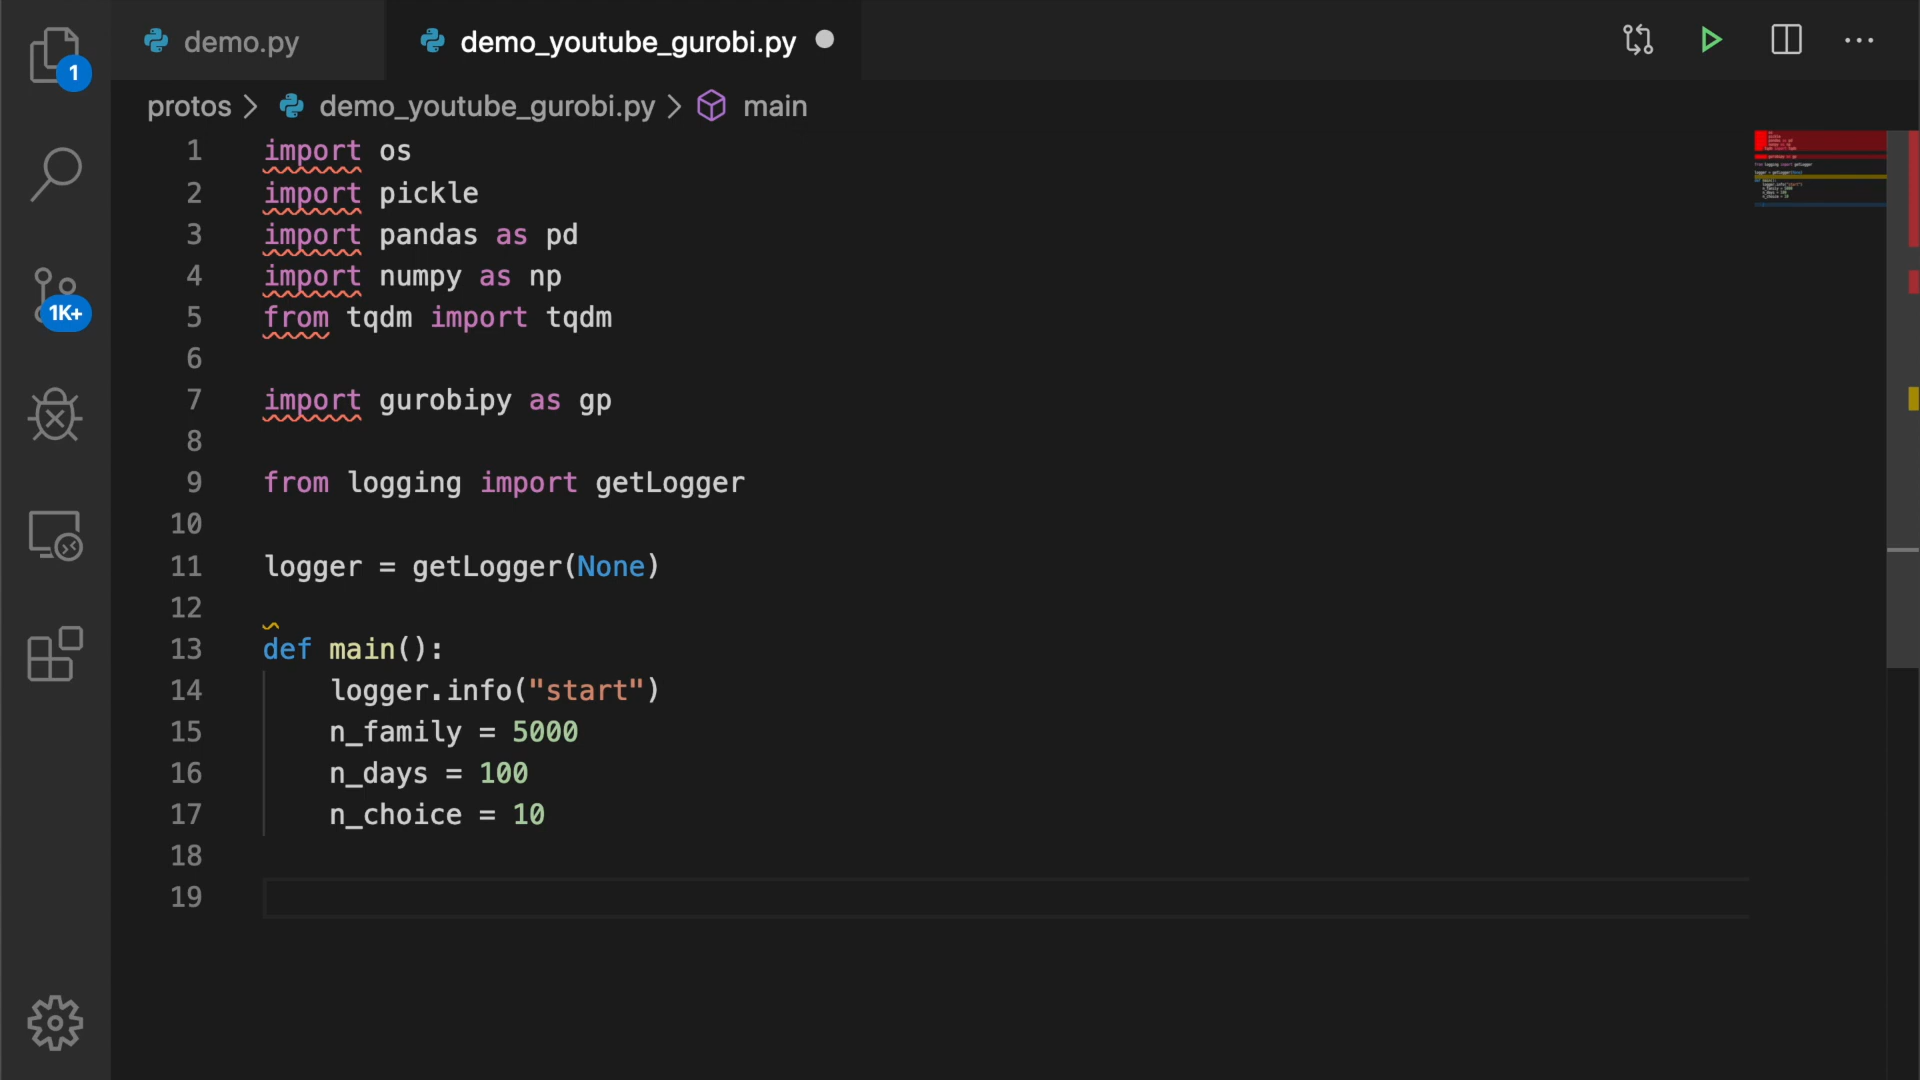 demo.py
demo_youtube_gurobi.py
1
protos > demo_youtube_gurobi.py > main
1 import os
2 import pickle
3 import pandas as pd
4 import numpy as np
5 from tqdm import tqdm
6
7 import gurobipy as gp
8
9 from logging import getLogger
10
11 logger = getLogger(None)
12
13 def main():
14 logger.info("start")
15 n_family = 5000
16 n_days = 100
17 n_choice = 10
18
19
1K+